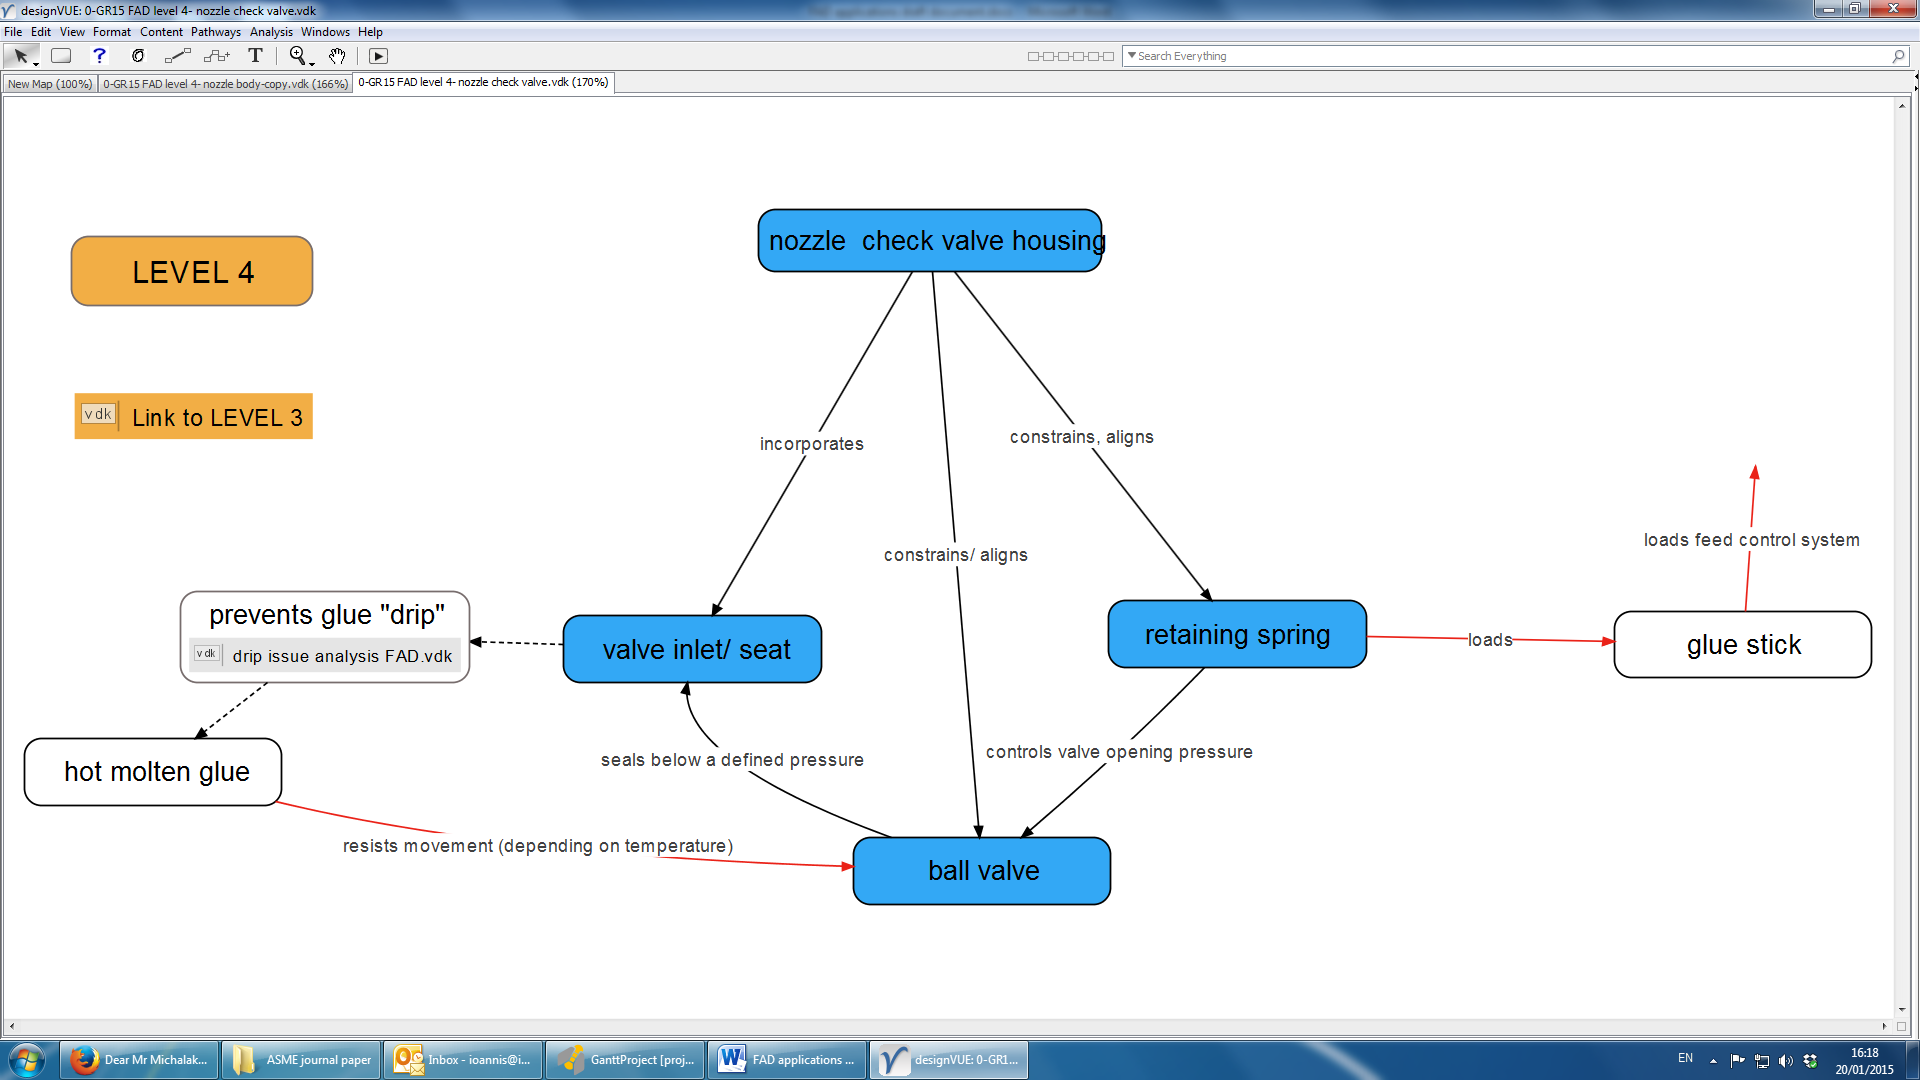 designVUE: 0-GR15 FAD level 4- nozzle check valve.vdk
File Edit View Format Content Pathways Analysis Windows Help
? T Search Everything
New Map (100%) 0-GR15 FAD level 4- nozzle body-copy.vdk (166%) 0-GR15 FAD level 4- nozzle check valve.vdk (170%)
nozzle  check valve housing
LEVEL 4
vdk Link to LEVEL 3
incorporates
constrains, aligns
constrains/ aligns
loads feed control system
prevents glue "drip"
vdk drip issue analysis FAD.vdk
valve inlet/ seat
retaining spring
loads
glue stick
hot molten glue
seals below a defined pressure
controls valve opening pressure
resists movement (depending on temperature)
ball valve
Dear Mr Michalak...
ASME journal paper
Inbox - ioannis@i...
GanttProject [proj...
FAD applications ...
designVUE: 0-GR1...
EN
16:18
20/01/2015